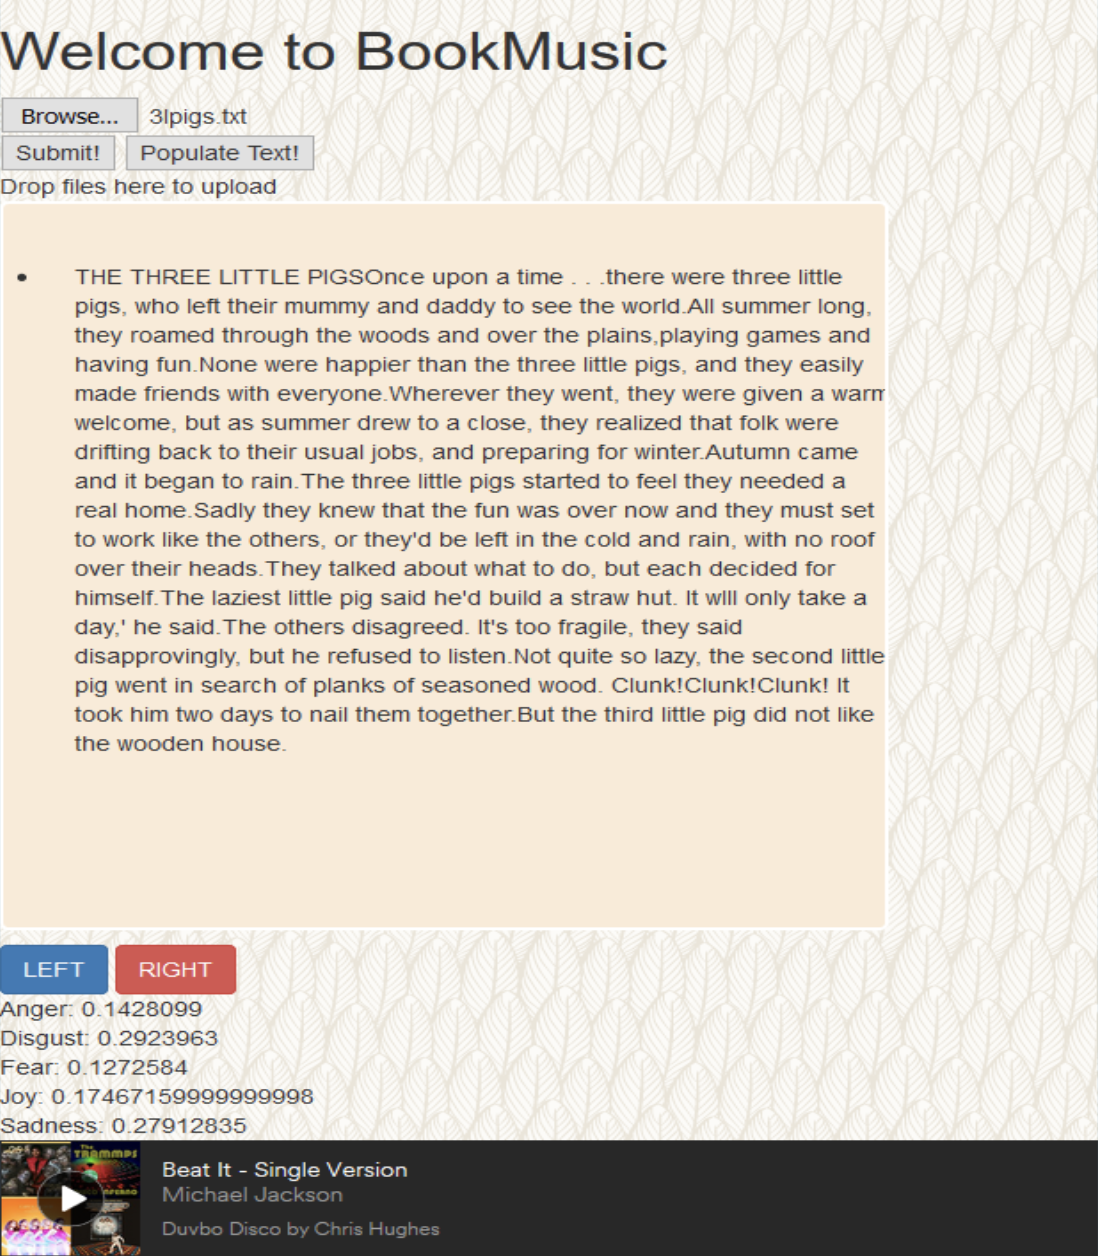 Welcome to BookMusic
Browse... 3lpigs.txt
Submit! Populate Text!
Drop files here to upload
• THE THREE LITTLE PIGSOnce upon a time . . .there were three little
pigs, who left their mummy and daddy to see the world.All summer long,
they roamed through the woods and over the plains,playing games and
having fun.None were happier than the three little pigs, and they easily
made friends with everyone.Wherever they went, they were given a warm
welcome, but as summer drew to a close, they realized that folk were
drifting back to their usual jobs, and preparing for winter.Autumn came
and it began to rain.The three little pigs started to feel they needed a
real home.Sadly they knew that the fun was over now and they must set
to work like the others, or they'd be left in the cold and rain, with no roof
over their heads.They talked about what to do, but each decided for
himself.The laziest little pig said he'd build a straw hut. It wlll only take a
day,' he said.The others disagreed. It's too fragile, they said
disapprovingly, but he refused to listen.Not quite so lazy, the second little
pig went in search of planks of seasoned wood. Clunk!Clunk!Clunk! It
took him two days to nail them together.But the third little pig did not like
the wooden house.
LEFT RIGHT
Anger: 0.1428099
Disgust: 0.2923963
Fear: 0.1272584
Joy: 0.17467159999999998
Sadness: 0.27912835
The TRAMMPS
Beat It - Single Version
Michael Jackson
Duvbo Disco by Chris Hughes